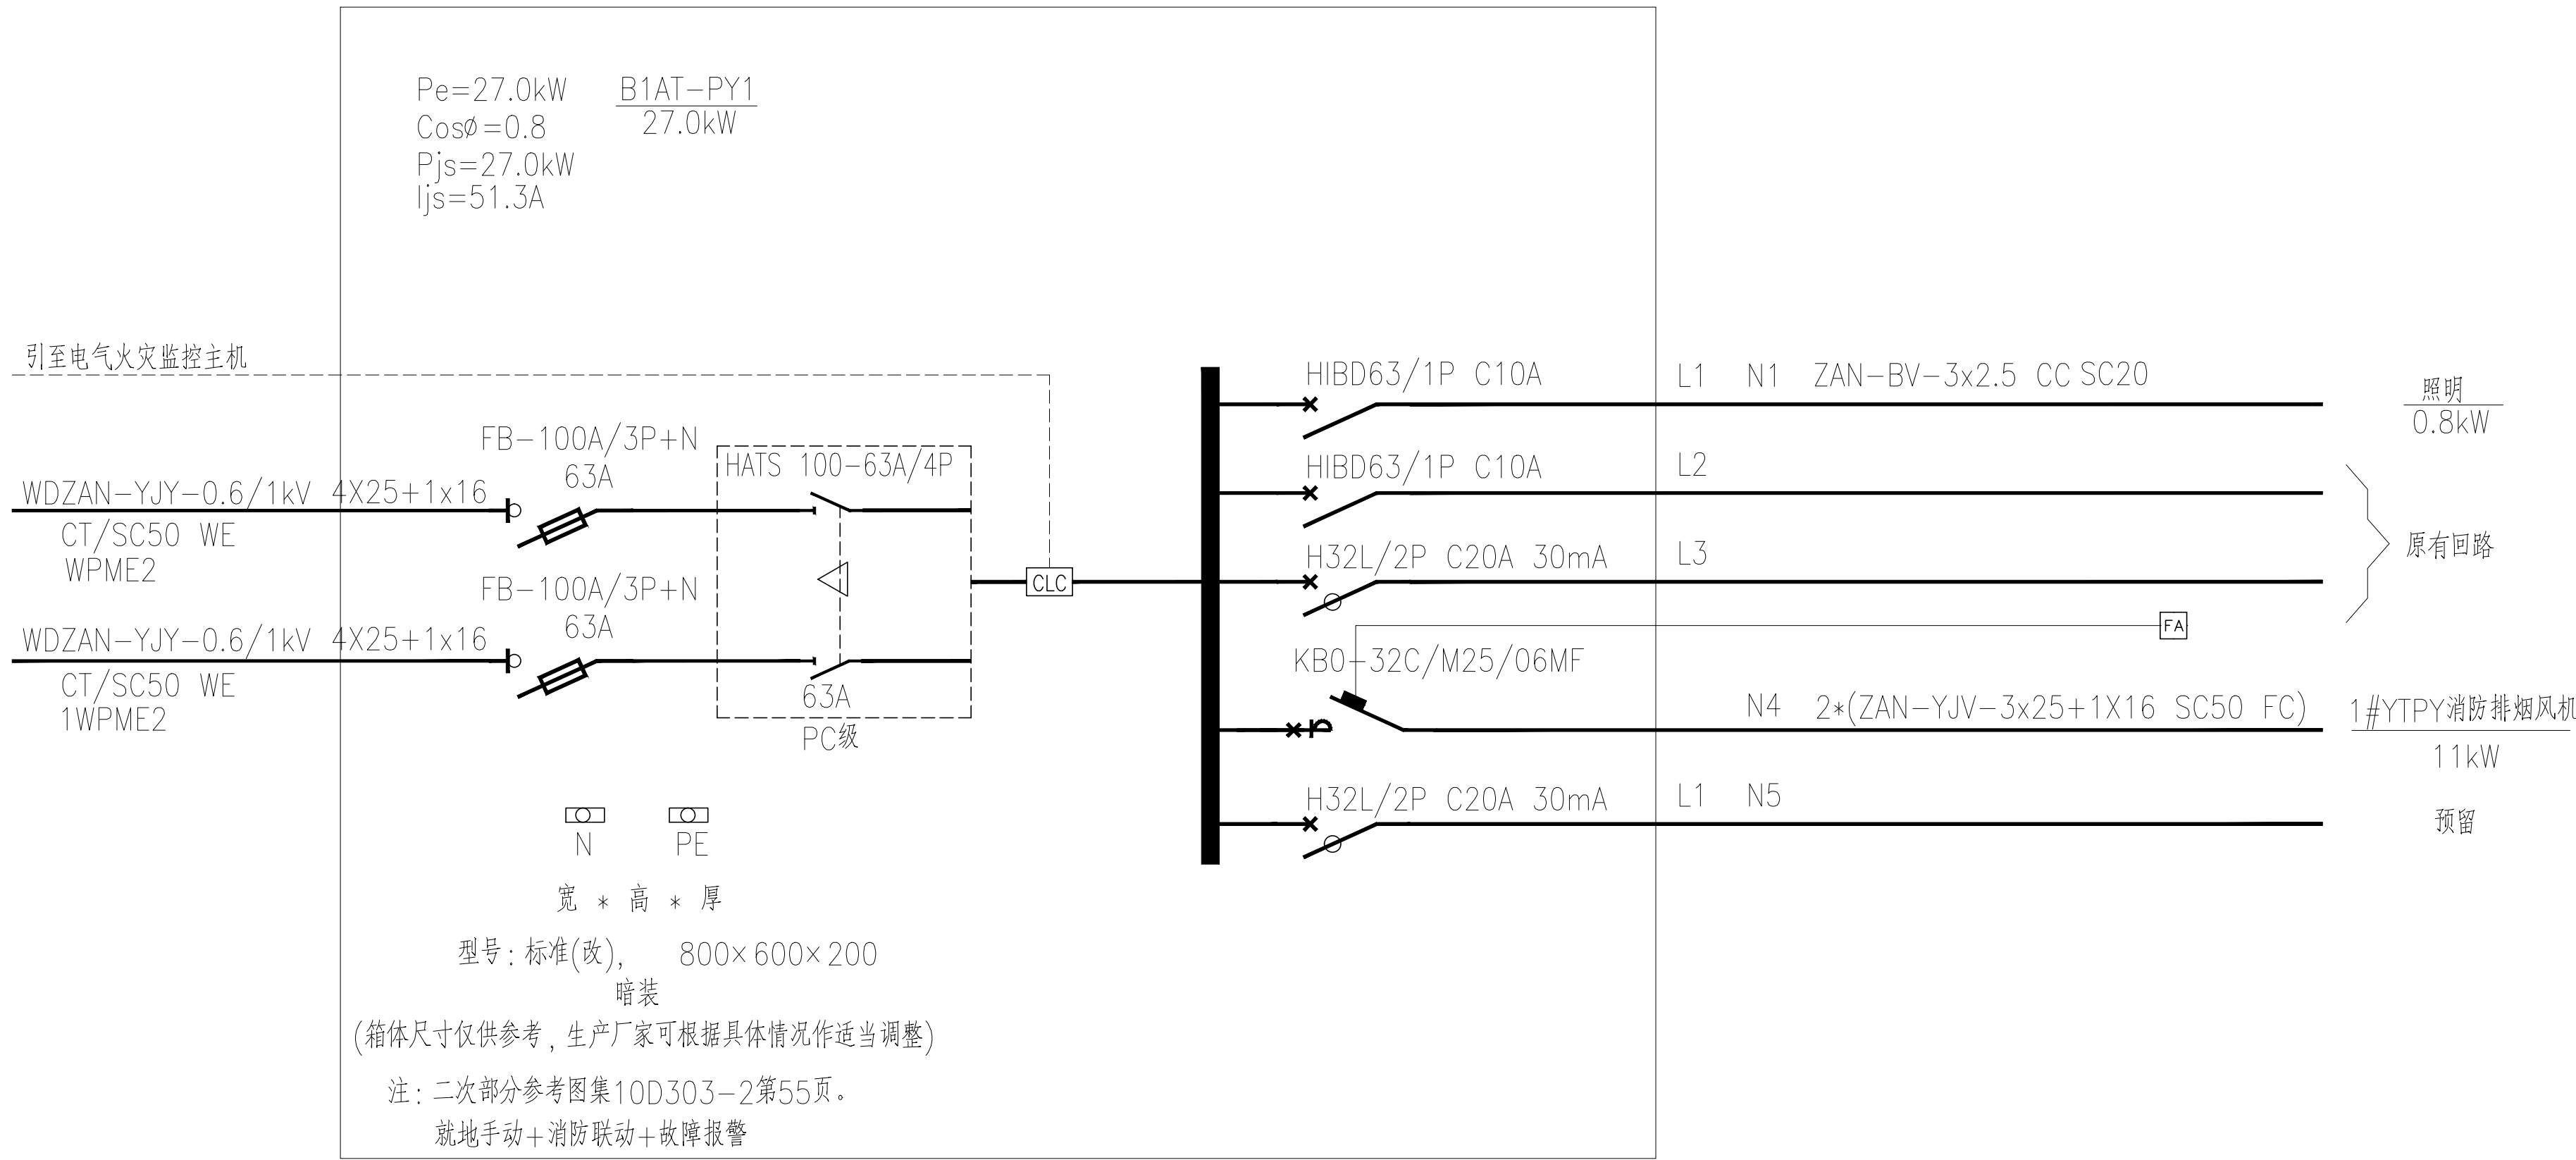 Pe=27.0kW
Cosø=0.8
Pjs=27.0kW
Ijs=51.3A
B1AT-PY1
27.0kW
引至电气火灾监控主机
FB-100A/3P+N
63A
WDZAN-YJY-0.6/1kV 4X25+1x16
CT/SC50 WE
WPME2
FB-100A/3P+N
63A
WDZAN-YJY-0.6/1kV 4X25+1x16
CT/SC50 WE
1WPME2
HATS 100-63A/4P
63A
PC级
CLC
HIBD63/1P C10A L1 N1 ZAN-BV-3x2.5 CC SC20
照明
0.8kW
HIBD63/1P C10A L2
H32L/2P C20A 30mA L3
原有回路
FA
KB0-32C/M25/06MF
N4 2*(ZAN-YJV-3x25+1X16 SC50 FC)
1#YTPY消防排烟风机
11kW
H32L/2P C20A 30mA L1 N5
预留
N PE
宽 * 高 * 厚
型号:标准(改), 800×600×200
暗装
(箱体尺寸仅供参考,生产厂家可根据具体情况作适当调整)
注:二次部分参考图集10D303-2第55页。
就地手动+消防联动+故障报警